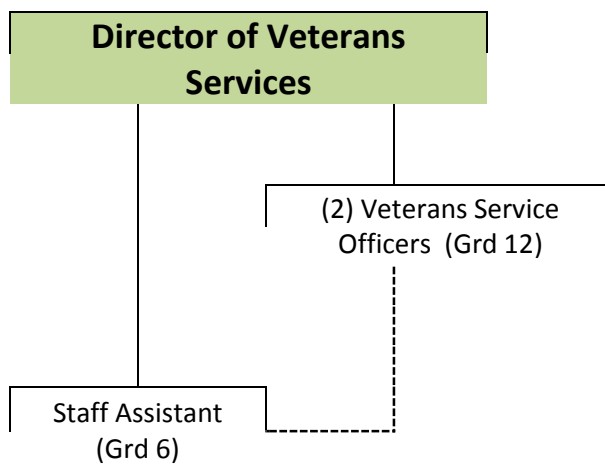 Director of Veterans
Services
(2) Veterans Service
Officers (Grd 12)
Staff Assistant
(Grd 6)